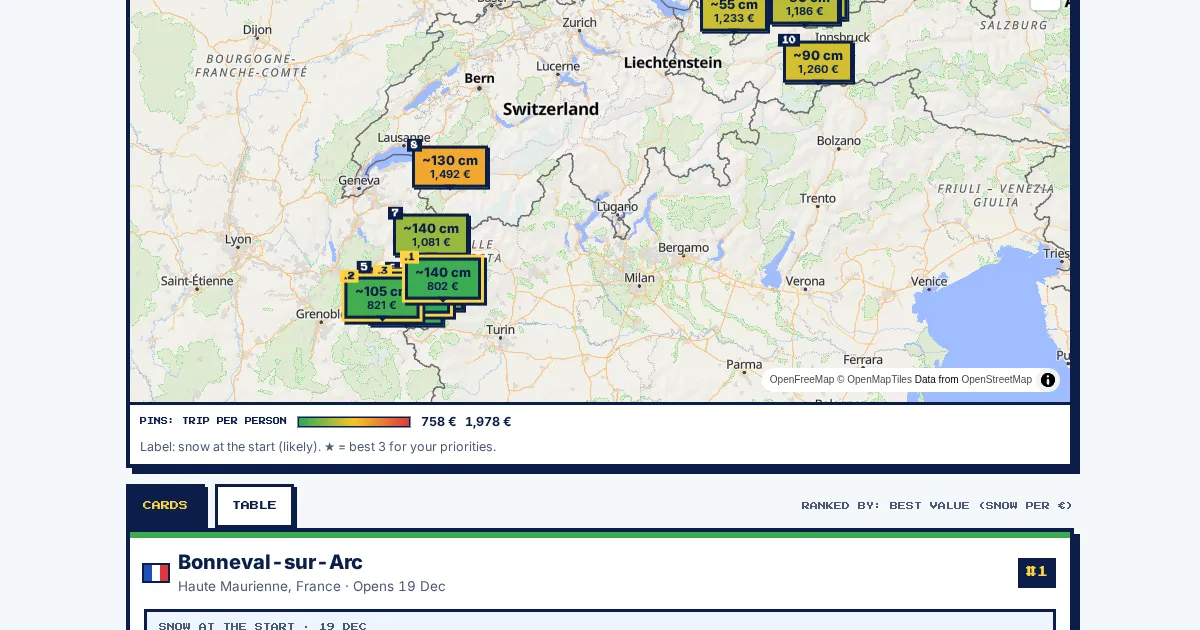 ~55 cm
1,233 €
1,186 €
Dijon
Zurich
SALZBURG
10
Innsbruck
~90 cm
1,260 €
BOURGOGNE-
FRANCHE-COMTÉ
Lucerne
Liechtenstein
Bern
Switzerland
Lausanne
8
~130 cm
1,492 €
Bolzano
Geneva
FRIULI – VENEZIA
GIULIA
Trento
7
Lugano
~140 cm
1,081 €
Lyon
Bergamo
.1
5
.3
.2
~140 cm
802 €
Saint-Étienne
Milan
Verona
Venice
~105 cm
821 €
Turin
Parma
Ferrara
OpenFreeMap © OpenMapTiles Data from OpenStreetMap
PINS: TRIP PER PERSON 758 € 1,978 €
Label: snow at the start (likely). ★ = best 3 for your priorities.
CARDS
TABLE
RANKED BY: BEST VALUE (SNOW PER €)
Bonneval-sur-Arc
Haute Maurienne, France · Opens 19 Dec
#1
SNOW AT THE START · 19 DEC